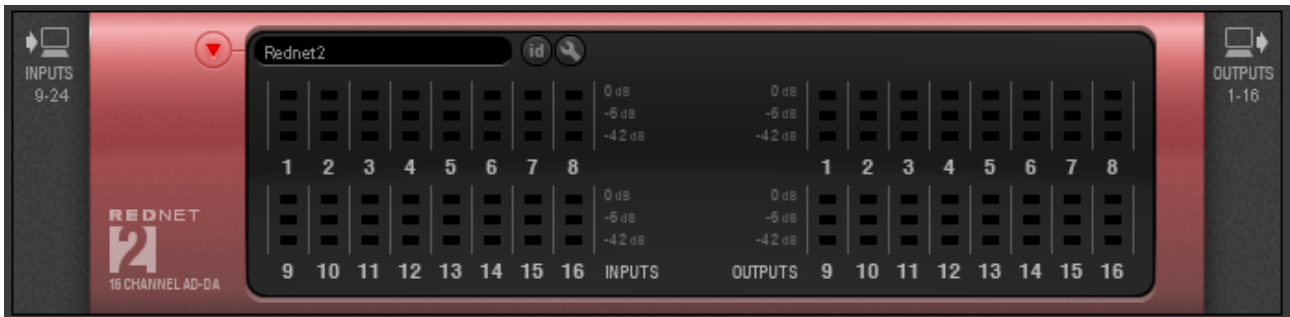 INPUTS
9-24
Rednet2
id
0 dB 0 dB
-6 dB -6 dB
-42 dB -42 dB
1 2 3 4 5 6 7 8 1 2 3 4 5 6 7 8
0 dB 0 dB
-6 dB -6 dB
-42 dB -42 dB
9 10 11 12 13 14 15 16 INPUTS OUTPUTS 9 10 11 12 13 14 15 16
REDNET
2
16 CHANNEL AD-DA
OUTPUTS
1-16